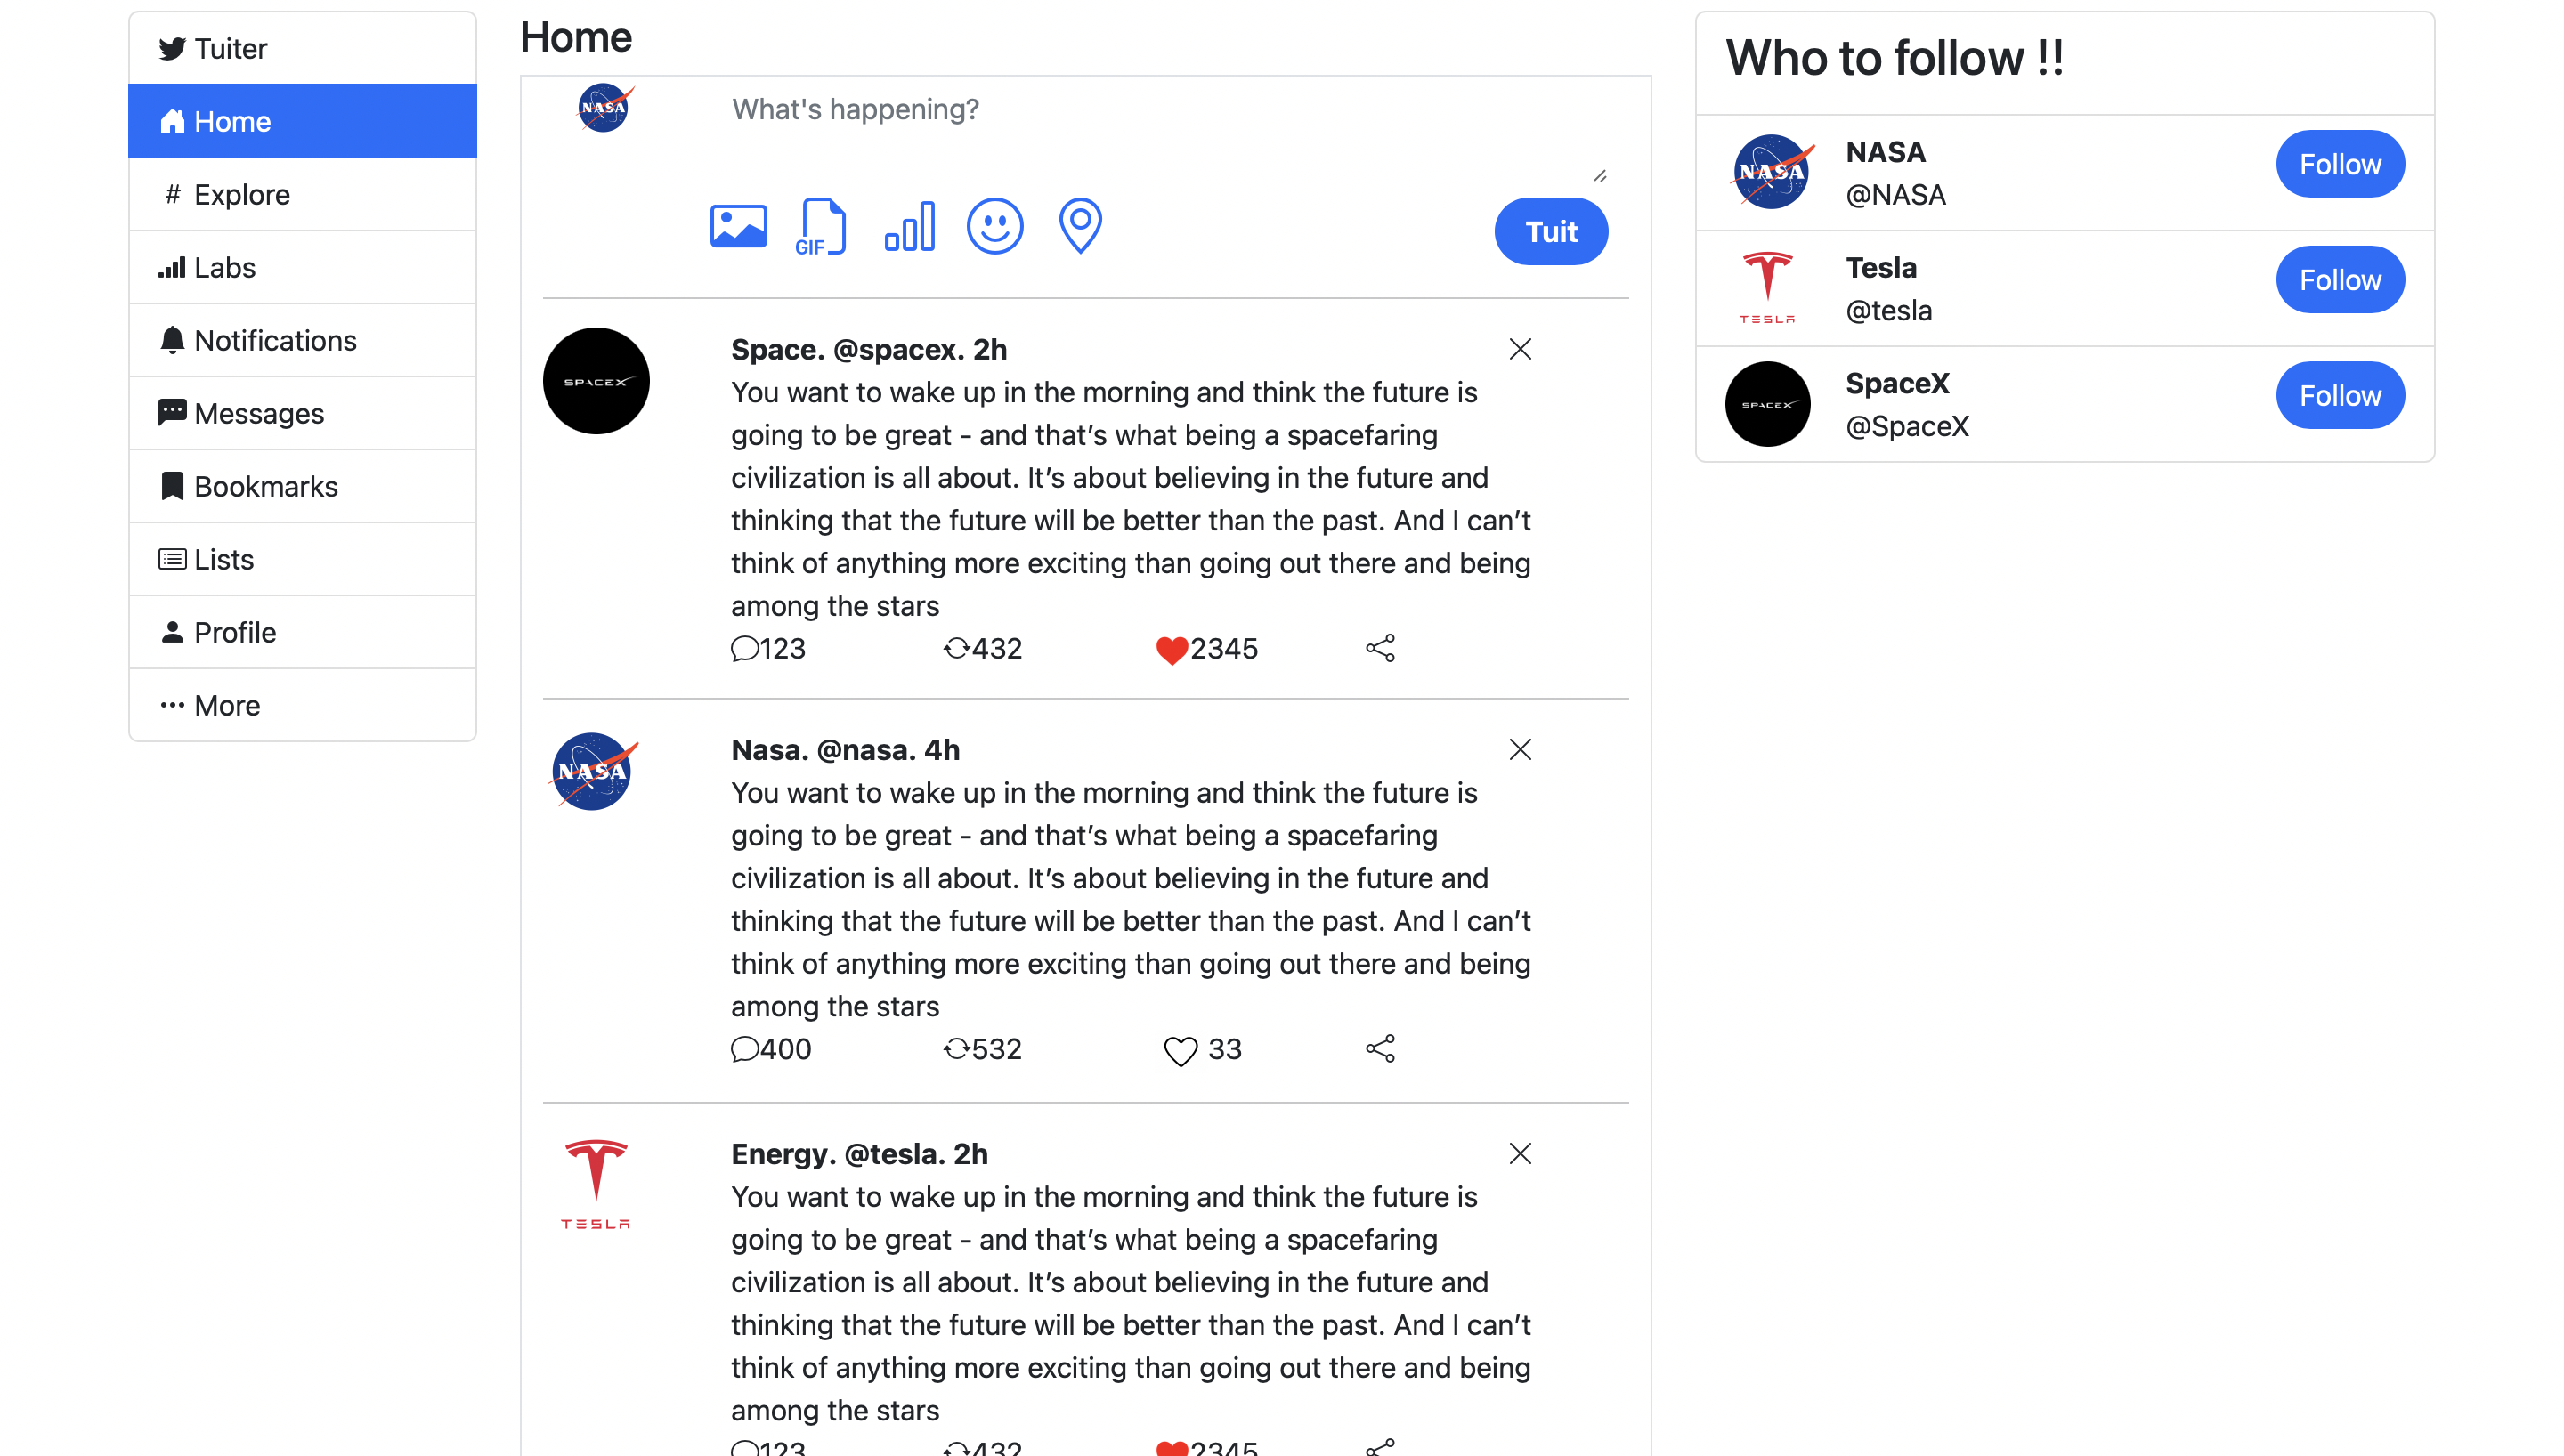 Tuiter
Home
# Explore
Labs
Notifications
Messages
Bookmarks
Lists
Profile
More
Home
NASA
What's happening?
GIF
Tuit
SPACEX
Space. @spacex. 2h
You want to wake up in the morning and think the future is
going to be great - and that’s what being a spacefaring
civilization is all about. It’s about believing in the future and
thinking that the future will be better than the past. And I can’t
think of anything more exciting than going out there and being
among the stars
123 432 2345
NASA
Nasa. @nasa. 4h
You want to wake up in the morning and think the future is
going to be great - and that’s what being a spacefaring
civilization is all about. It’s about believing in the future and
thinking that the future will be better than the past. And I can’t
think of anything more exciting than going out there and being
among the stars
400 532 33
TESLA
Energy. @tesla. 2h
You want to wake up in the morning and think the future is
going to be great - and that’s what being a spacefaring
civilization is all about. It’s about believing in the future and
thinking that the future will be better than the past. And I can’t
think of anything more exciting than going out there and being
among the stars
123 432 2345
Who to follow !!
NASA
NASA
@NASA
Follow
TESLA
Tesla
@tesla
Follow
SPACEX
SpaceX
@SpaceX
Follow